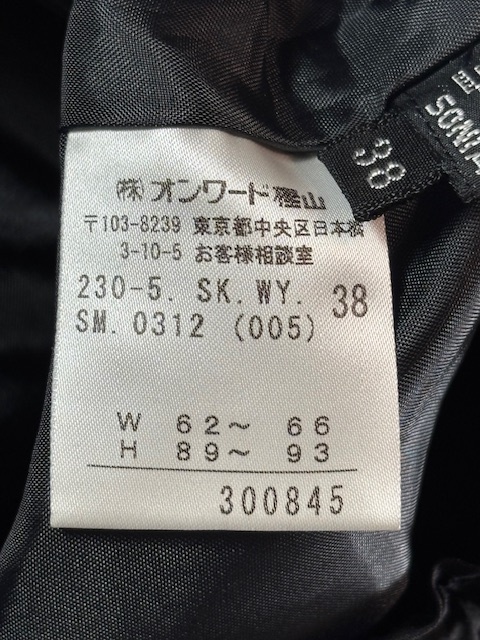 (株)オンワード樫山
〒103-8239 東京都中央区日本橋
3-10-5 お客様相談室
230-5. SK.WY. 38
SM. 0312 (005)
W 62～ 66
H 89～ 93
300845
38
SONIA